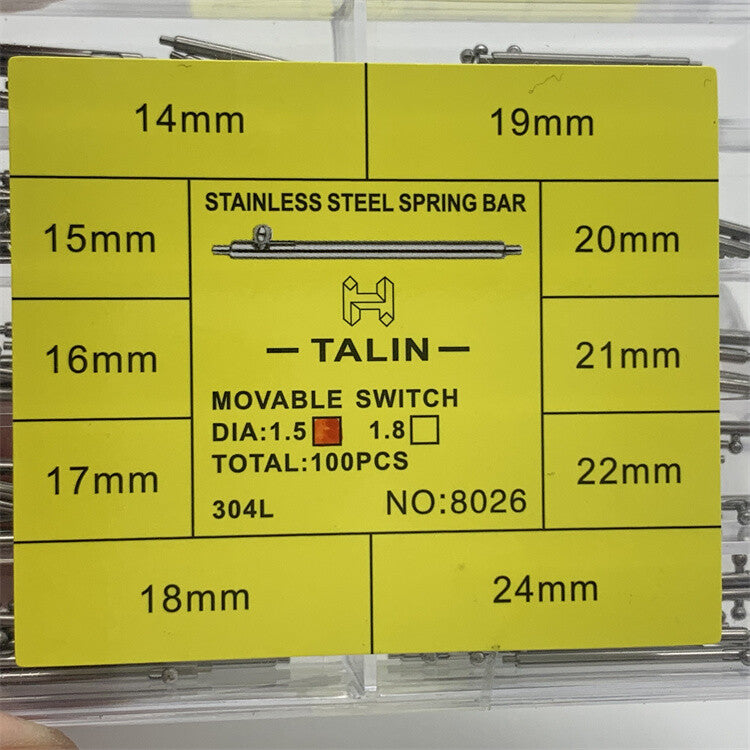 14mm
19mm
15mm
STAINLESS STEEL SPRING BAR
20mm
16mm
— TALIN —
21mm
MOVABLE SWITCH
DIA:1.5 1.8
TOTAL:100PCS
17mm
22mm
304L
NO:8026
18mm
24mm